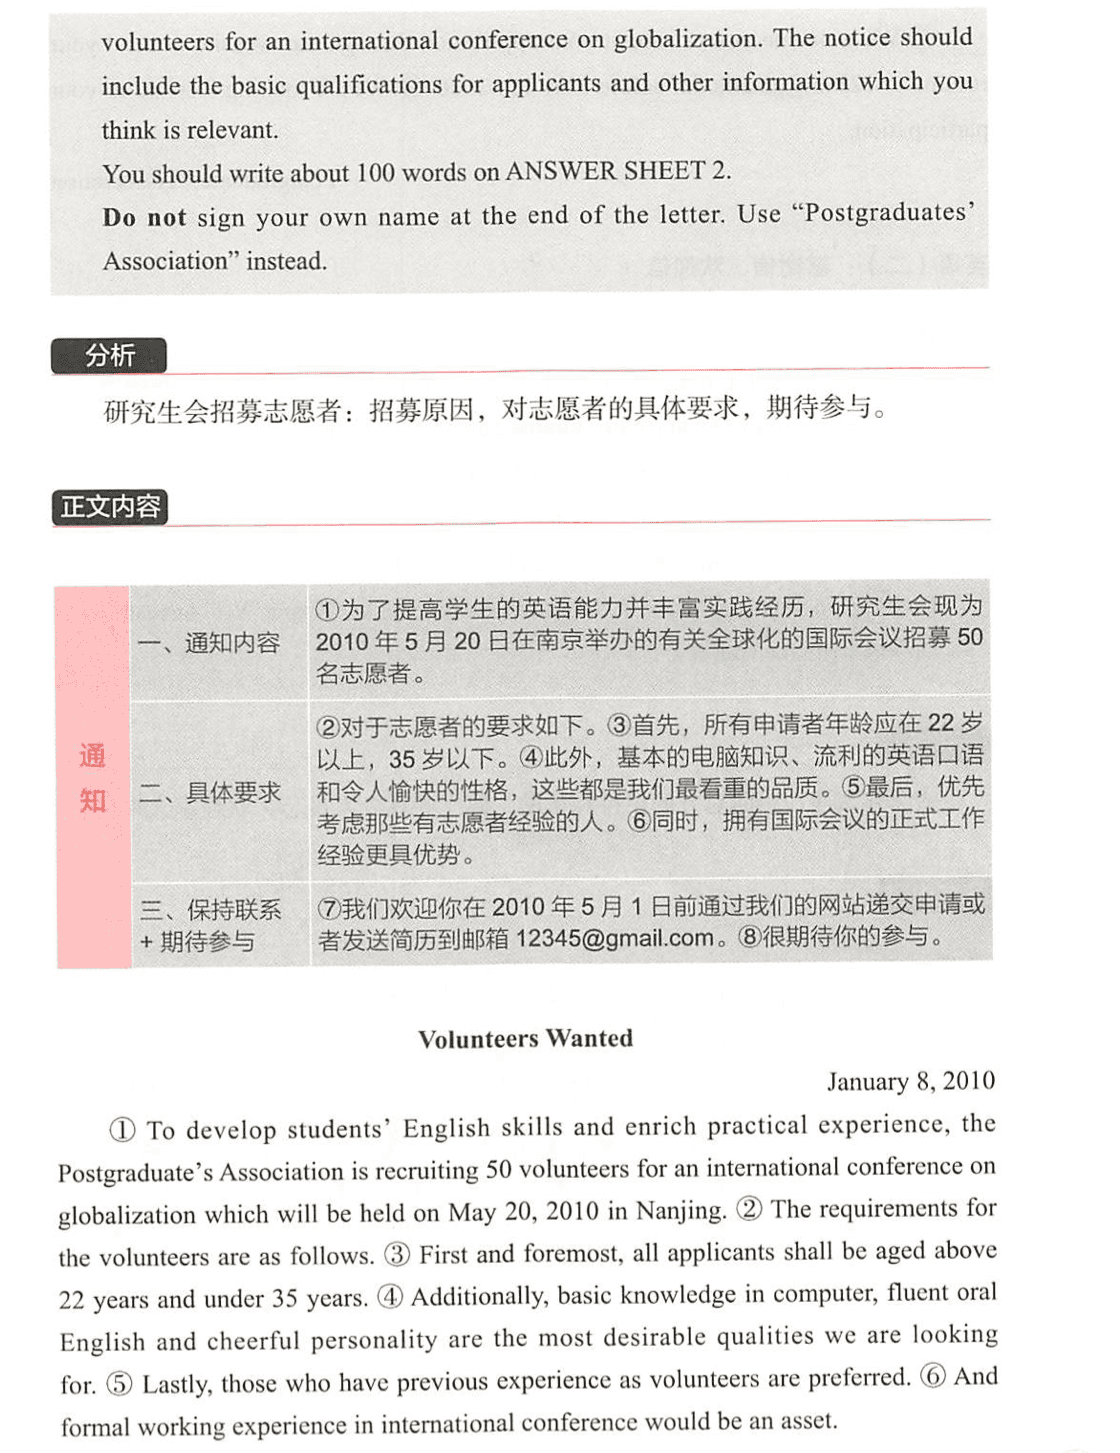 volunteers for an international conference on globalization. The notice should
include the basic qualifications for applicants and other information which you
think is relevant.
You should write about 100 words on ANSWER SHEET 2.
Do not sign your own name at the end of the letter. Use “Postgraduates’
Association” instead.
分析
研究生会招募志愿者：招募原因，对志愿者的具体要求，期待参与。
正文内容
通知
一、通知内容
①为了提高学生的英语能力并丰富实践经历，研究生会现为
2010 年 5 月 20 日在南京举办的有关全球化的国际会议招募 50
名志愿者。
二、具体要求
②对于志愿者的要求如下。③首先，所有申请者年龄应在 22 岁
以上，35 岁以下。④此外，基本的电脑知识、流利的英语口语
和令人愉快的性格，这些都是我们最看重的品质。⑤最后，优先
考虑那些有志愿者经验的人。⑥同时，拥有国际会议的正式工作
经验更具优势。
三、保持联系
+ 期待参与
⑦我们欢迎你在 2010 年 5 月 1 日前通过我们的网站递交申请或
者发送简历到邮箱 12345@gmail.com。⑧很期待你的参与。
Volunteers Wanted
January 8, 2010
① To develop students’ English skills and enrich practical experience, the
Postgraduate’s Association is recruiting 50 volunteers for an international conference on
globalization which will be held on May 20, 2010 in Nanjing. ② The requirements for
the volunteers are as follows. ③ First and foremost, all applicants shall be aged above
22 years and under 35 years. ④ Additionally, basic knowledge in computer, fluent oral
English and cheerful personality are the most desirable qualities we are looking
for. ⑤ Lastly, those who have previous experience as volunteers are preferred. ⑥ And
formal working experience in international conference would be an asset.